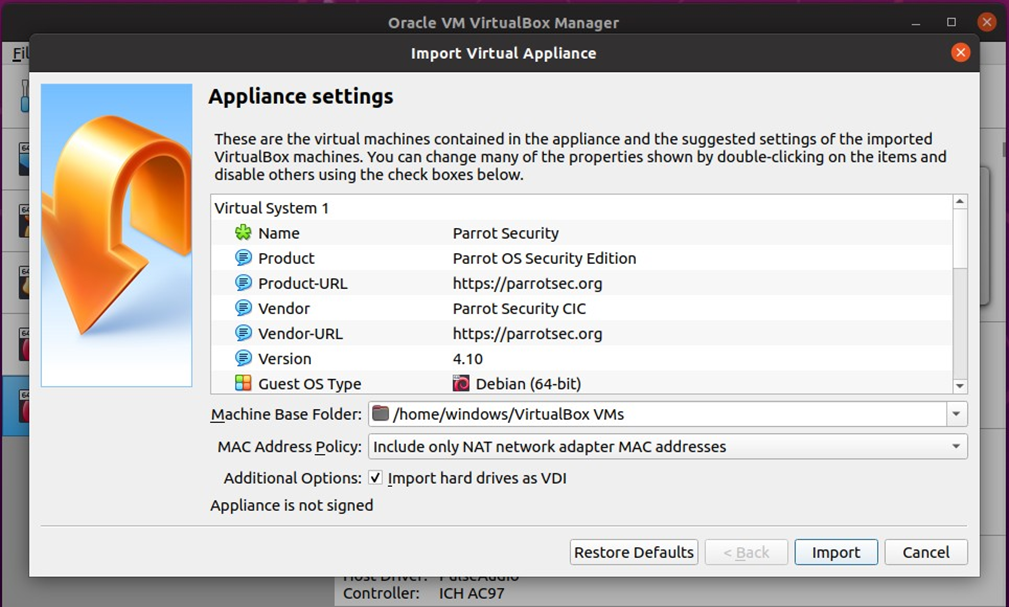 Oracle VM VirtualBox Manager
Import Virtual Appliance
Fil
Appliance settings
These are the virtual machines contained in the appliance and the suggested settings of the imported
VirtualBox machines. You can change many of the properties shown by double-clicking on the items and
disable others using the check boxes below.
Virtual System 1
Name Parrot Security
Product Parrot OS Security Edition
Product-URL https://parrotsec.org
Vendor Parrot Security CIC
Vendor-URL https://parrotsec.org
Version 4.10
Guest OS Type Debian (64-bit)
Machine Base Folder: /home/windows/VirtualBox VMs
MAC Address Policy: Include only NAT network adapter MAC addresses
Additional Options: Import hard drives as VDI
Appliance is not signed
Restore Defaults < Back Import Cancel
Host Driver: PulseAudio
Controller: ICH AC97